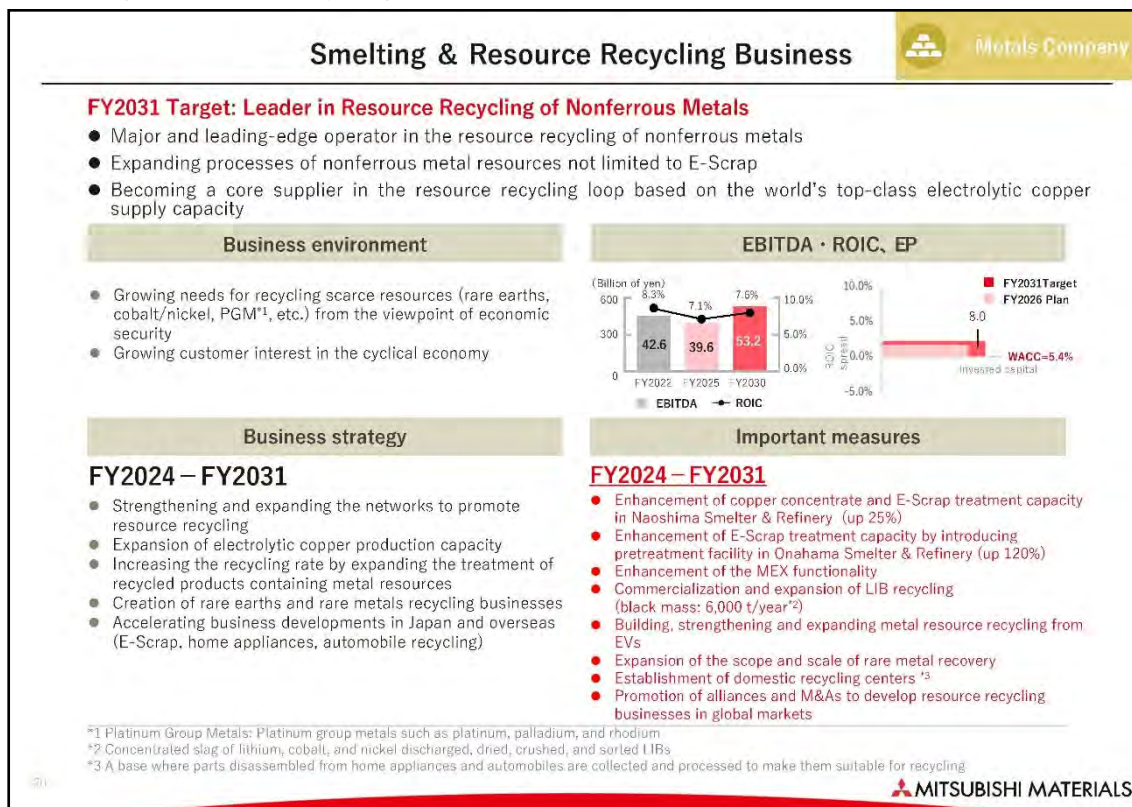 Smelting & Resource Recycling Business
Metals Company
FY2031 Target: Leader in Resource Recycling of Nonferrous Metals
● Major and leading-edge operator in the resource recycling of nonferrous metals
● Expanding processes of nonferrous metal resources not limited to E-Scrap
● Becoming a core supplier in the resource recycling loop based on the world's top-class electrolytic copper
supply capacity
Business environment
● Growing needs for recycling scarce resources (rare earths,
cobalt/nickel, PGM*1, etc.) from the viewpoint of economic
security
● Growing customer interest in the cyclical economy
EBITDA・ROIC、EP
(Billion of yen)
600
300
0
8.3%
7.1%
7.6%
10.0%
5.0%
0.0%
42.6
39.6
53.2
FY2022 FY2025 FY2030
EBITDA ROIC
10.0%
5.0%
0.0%
-5.0%
ROIC
spread
FY2031Target
FY2026 Plan
8.0
WACC=5.4%
Invested capital
Business strategy
FY2024－FY2031
● Strengthening and expanding the networks to promote
resource recycling
● Expansion of electrolytic copper production capacity
● Increasing the recycling rate by expanding the treatment of
recycled products containing metal resources
● Creation of rare earths and rare metals recycling businesses
● Accelerating business developments in Japan and overseas
(E-Scrap, home appliances, automobile recycling)
Important measures
FY2024－FY2031
● Enhancement of copper concentrate and E-Scrap treatment capacity
in Naoshima Smelter & Refinery (up 25%)
● Enhancement of E-Scrap treatment capacity by introducing
pretreatment facility in Onahama Smelter & Refinery (up 120%)
● Enhancement of the MEX functionality
● Commercialization and expansion of LIB recycling
(black mass: 6,000 t/year*2)
● Building, strengthening and expanding metal resource recycling from
EVs
● Expansion of the scope and scale of rare metal recovery
● Establishment of domestic recycling centers *3
● Promotion of alliances and M&As to develop resource recycling
businesses in global markets
*1 Platinum Group Metals: Platinum group metals such as platinum, palladium, and rhodium
*2 Concentrated slag of lithium, cobalt, and nickel discharged, dried, crushed, and sorted LIBs
*3 A base where parts disassembled from home appliances and automobiles are collected and processed to make them suitable for recycling
MITSUBISHI MATERIALS